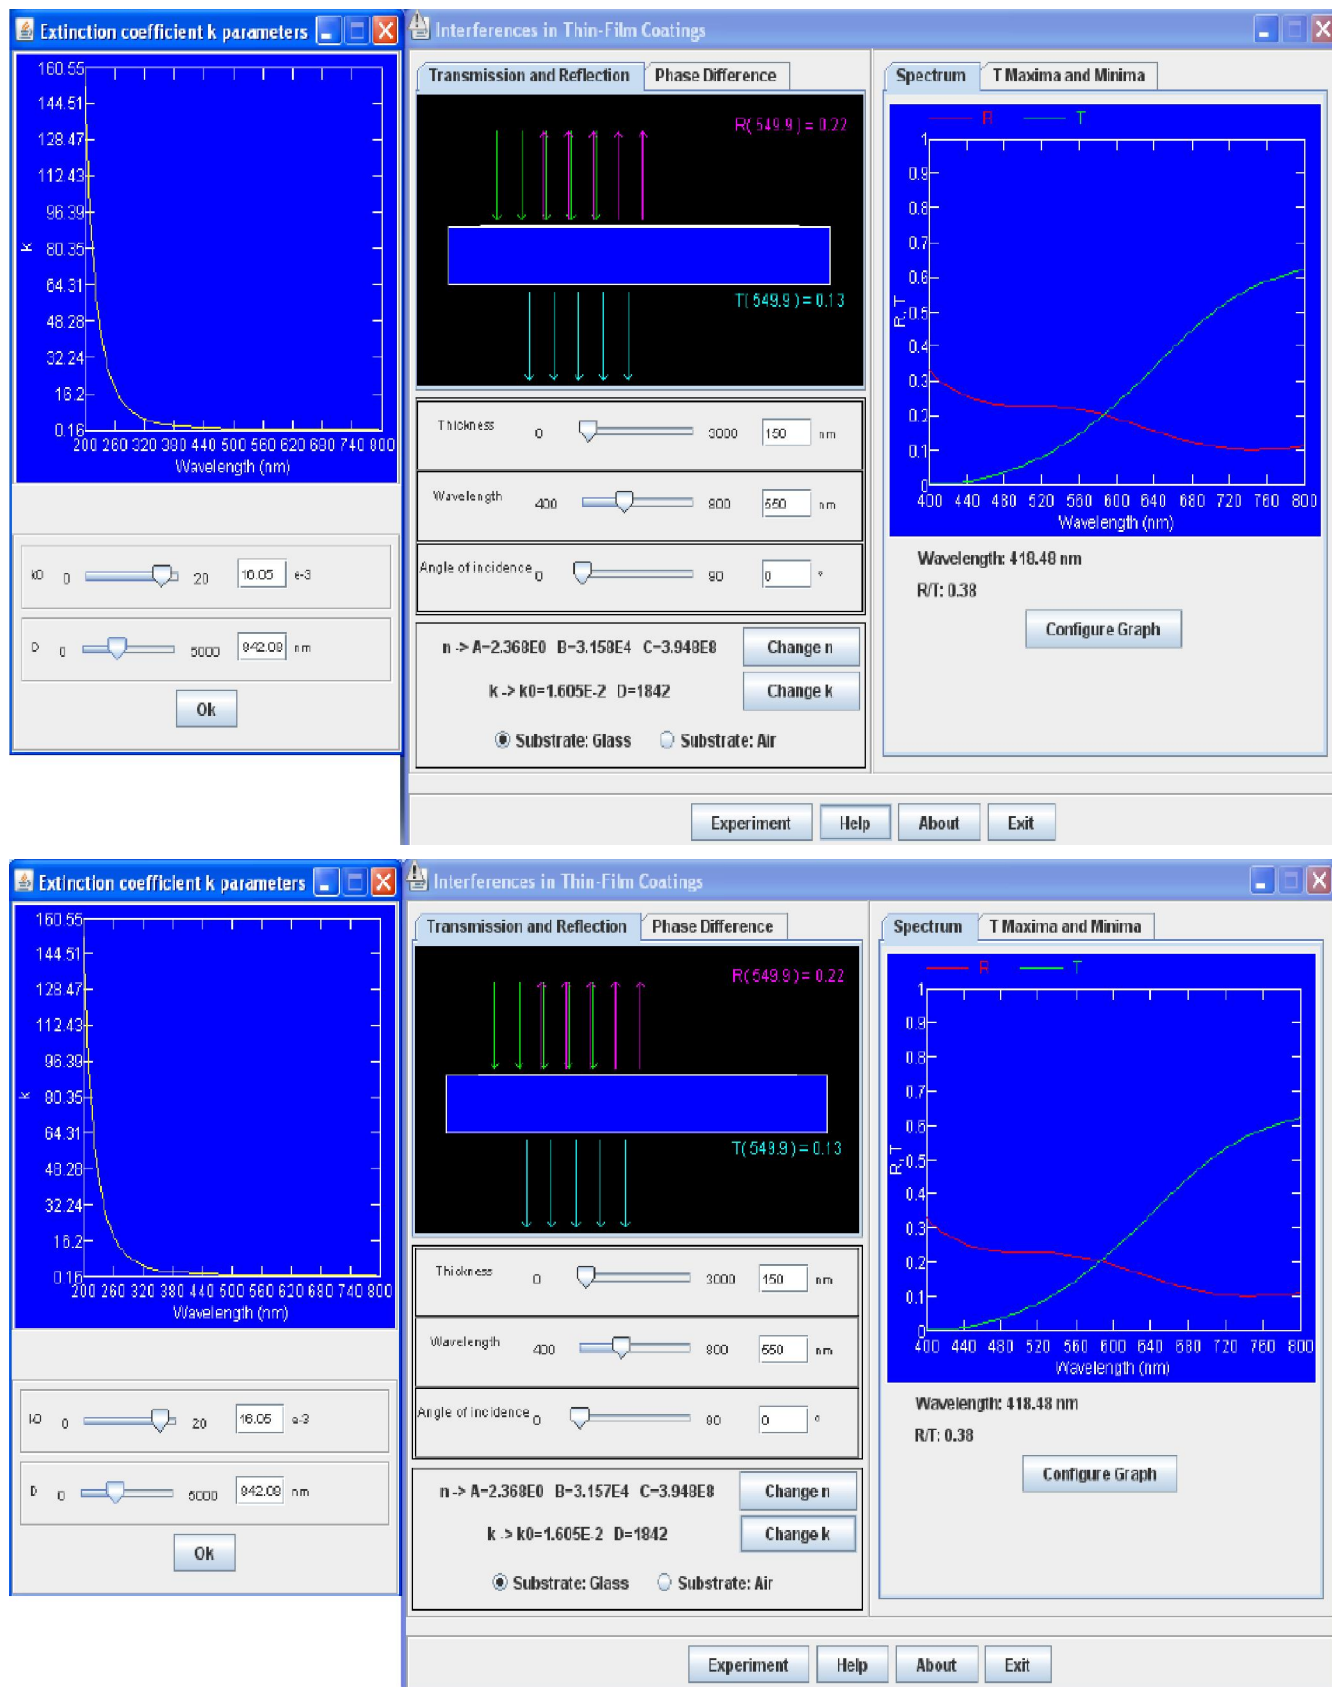 Extinction coefficient k parameters
160.55
144.51
128.47
112.43
96.39
80.35
64.31
48.28
32.24
16.2
0.16
k
200 260 320 380 440 500 560 620 680 740 800
Wavelength (nm)
k0 0 20 16.05 e-3
D 0 5000 842.08 nm
Ok
Interferences in Thin-Film Coatings
Transmission and Reflection Phase Difference
R(549.9) = 0.22
T(549.9) = 0.13
Thickness 0 3000 150 nm
Wavelength 400 800 550 nm
Angle of incidence 0 90 0 °
n -> A=2.368E0 B=3.158E4 C=3.948E8 Change n
k -> k0=1.605E-2 D=1842 Change k
Substrate: Glass Substrate: Air
Spectrum T Maxima and Minima
R T
1
0.9
0.8
0.7
0.6
0.5
0.4
0.3
0.2
0.1
0
R,T
400 440 480 520 560 600 640 680 720 760 800
Wavelength (nm)
Wavelength: 418.48 nm
R/T: 0.38
Configure Graph
Experiment Help About Exit
Extinction coefficient k parameters
160.55
144.51
128.47
112.43
96.39
80.35
64.31
48.28
32.24
16.2
0.16
k
200 260 320 380 440 500 560 620 680 740 800
Wavelength (nm)
k0 0 20 16.05 e-3
D 0 5000 842.08 nm
Ok
Interferences in Thin-Film Coatings
Transmission and Reflection Phase Difference
R(549.9) = 0.22
T(549.9) = 0.13
Thickness 0 3000 150 nm
Wavelength 400 800 550 nm
Angle of incidence 0 90 0 °
n -> A=2.368E0 B=3.157E4 C=3.948E8 Change n
k -> k0=1.605E-2 D=1842 Change k
Substrate: Glass Substrate: Air
Spectrum T Maxima and Minima
R T
1
0.9
0.8
0.7
0.6
0.5
0.4
0.3
0.2
0.1
0
R,T
400 440 480 520 560 600 640 680 720 760 800
Wavelength (nm)
Wavelength: 418.48 nm
R/T: 0.38
Configure Graph
Experiment Help About Exit